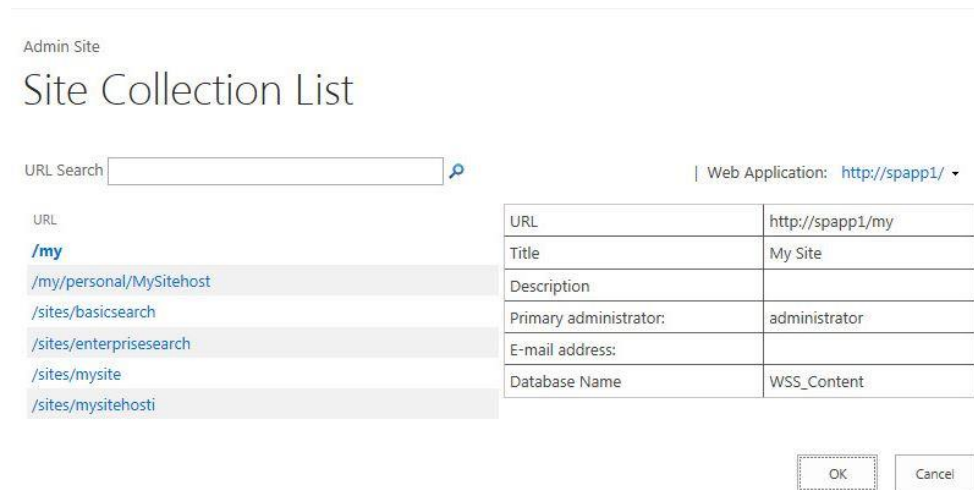 Admin Site
Site Collection List
URL Search
| Web Application: http://spapp1/
URL
/my
/my/personal/MySitehost
/sites/basicsearch
/sites/enterprisesearch
/sites/mysite
/sites/mysitehosti
URL http://spapp1/my
Title My Site
Description
Primary administrator: administrator
E-mail address:
Database Name WSS_Content
OK Cancel